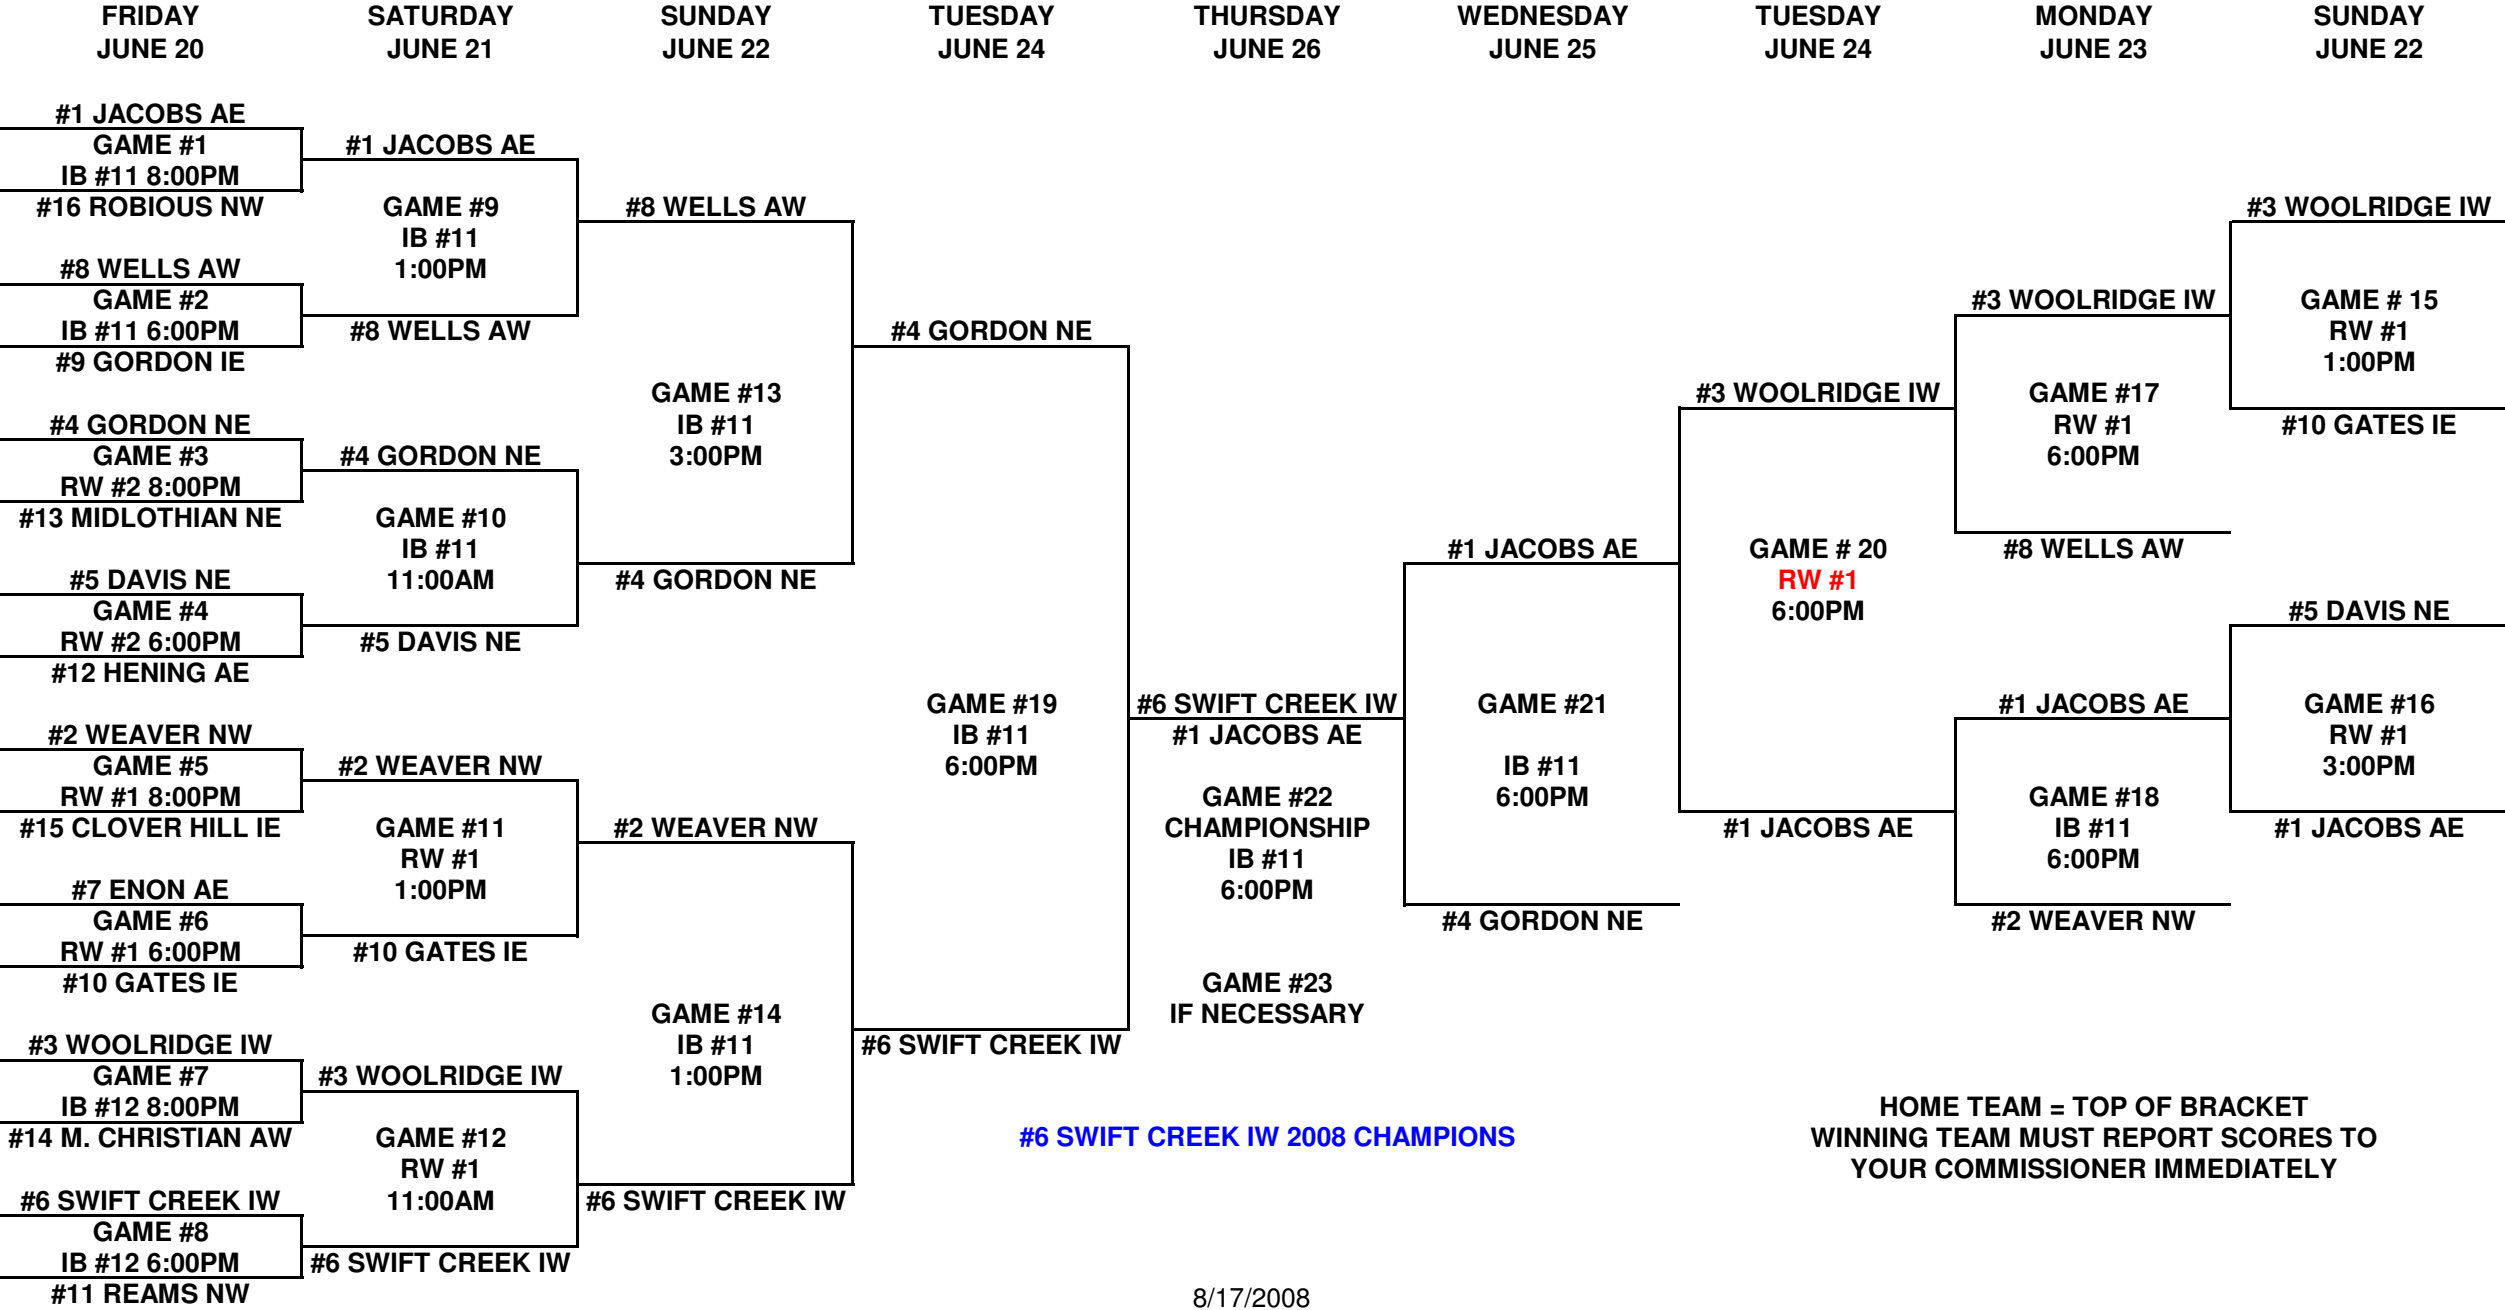 FRIDAY
JUNE 20
SATURDAY
JUNE 21
SUNDAY
JUNE 22
TUESDAY
JUNE 24
THURSDAY
JUNE 26
WEDNESDAY
JUNE 25
TUESDAY
JUNE 24
MONDAY
JUNE 23
SUNDAY
JUNE 22
#1 JACOBS AE
GAME #1
IB #11 8:00PM
#16 ROBIOUS NW
#8 WELLS AW
GAME #2
IB #11 6:00PM
#9 GORDON IE
#4 GORDON NE
GAME #3
RW #2 8:00PM
#13 MIDLOTHIAN NE
#5 DAVIS NE
GAME #4
RW #2 6:00PM
#12 HENING AE
#2 WEAVER NW
GAME #5
RW #1 8:00PM
#15 CLOVER HILL IE
#7 ENON AE
GAME #6
RW #1 6:00PM
#10 GATES IE
#3 WOOLRIDGE IW
GAME #7
IB #12 8:00PM
#14 M. CHRISTIAN AW
#6 SWIFT CREEK IW
GAME #8
IB #12 6:00PM
#11 REAMS NW
#1 JACOBS AE
GAME #9
IB #11
1:00PM
#8 WELLS AW
#4 GORDON NE
GAME #10
IB #11
11:00AM
#5 DAVIS NE
#2 WEAVER NW
GAME #11
RW #1
1:00PM
#10 GATES IE
#3 WOOLRIDGE IW
GAME #12
RW #1
11:00AM
#6 SWIFT CREEK IW
#8 WELLS AW
GAME #13
IB #11
3:00PM
#4 GORDON NE
#2 WEAVER NW
GAME #14
IB #11
1:00PM
#6 SWIFT CREEK IW
#4 GORDON NE
GAME #19
IB #11
6:00PM
#6 SWIFT CREEK IW
#6 SWIFT CREEK IW
#1 JACOBS AE
GAME #22
CHAMPIONSHIP
IB #11
6:00PM
GAME #23
IF NECESSARY
#1 JACOBS AE
GAME #21
IB #11
6:00PM
#4 GORDON NE
#3 WOOLRIDGE IW
GAME # 20
RW #1
6:00PM
#1 JACOBS AE
#3 WOOLRIDGE IW
GAME #17
RW #1
6:00PM
#8 WELLS AW
#1 JACOBS AE
GAME #18
IB #11
6:00PM
#2 WEAVER NW
#3 WOOLRIDGE IW
GAME # 15
RW #1
1:00PM
#10 GATES IE
#5 DAVIS NE
GAME #16
RW #1
3:00PM
#1 JACOBS AE
#6 SWIFT CREEK IW 2008 CHAMPIONS
HOME TEAM = TOP OF BRACKET
WINNING TEAM MUST REPORT SCORES TO
YOUR COMMISSIONER IMMEDIATELY
8/17/2008